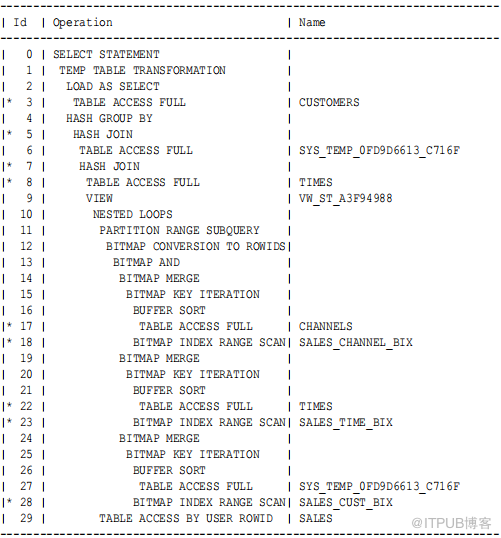 ---------------------------------------------------------------
| Id  | Operation                          | Name
---------------------------------------------------------------
|   0 | SELECT STATEMENT                   |
|   1 |  TEMP TABLE TRANSFORMATION         |
|   2 |   LOAD AS SELECT                   |
|*  3 |    TABLE ACCESS FULL               | CUSTOMERS
|   4 |   HASH GROUP BY                    |
|*  5 |    HASH JOIN                       |
|   6 |     TABLE ACCESS FULL              | SYS_TEMP_0FD9D6613_C716F
|*  7 |     HASH JOIN                      |
|*  8 |      TABLE ACCESS FULL             | TIMES
|   9 |      VIEW                          | VW_ST_A3F94988
|  10 |       NESTED LOOPS                 |
|  11 |        PARTITION RANGE SUBQUERY    |
|  12 |         BITMAP CONVERSION TO ROWIDS|
|  13 |          BITMAP AND                |
|  14 |           BITMAP MERGE             |
|  15 |            BITMAP KEY ITERATION    |
|  16 |             BUFFER SORT            |
|* 17 |              TABLE ACCESS FULL     | CHANNELS
|* 18 |             BITMAP INDEX RANGE SCAN| SALES_CHANNEL_BIX
|  19 |           BITMAP MERGE             |
|  20 |            BITMAP KEY ITERATION    |
|  21 |             BUFFER SORT            |
|* 22 |              TABLE ACCESS FULL     | TIMES
|* 23 |             BITMAP INDEX RANGE SCAN| SALES_TIME_BIX
|  24 |           BITMAP MERGE             |
|  25 |            BITMAP KEY ITERATION    |
|  26 |             BUFFER SORT            |
|  27 |              TABLE ACCESS FULL     | SYS_TEMP_0FD9D6613_C716F
|* 28 |             BITMAP INDEX RANGE SCAN| SALES_CUST_BIX
|  29 |        TABLE ACCESS BY USER ROWID  | SALES
---------------------------------------------------------------
@ITPUB博客